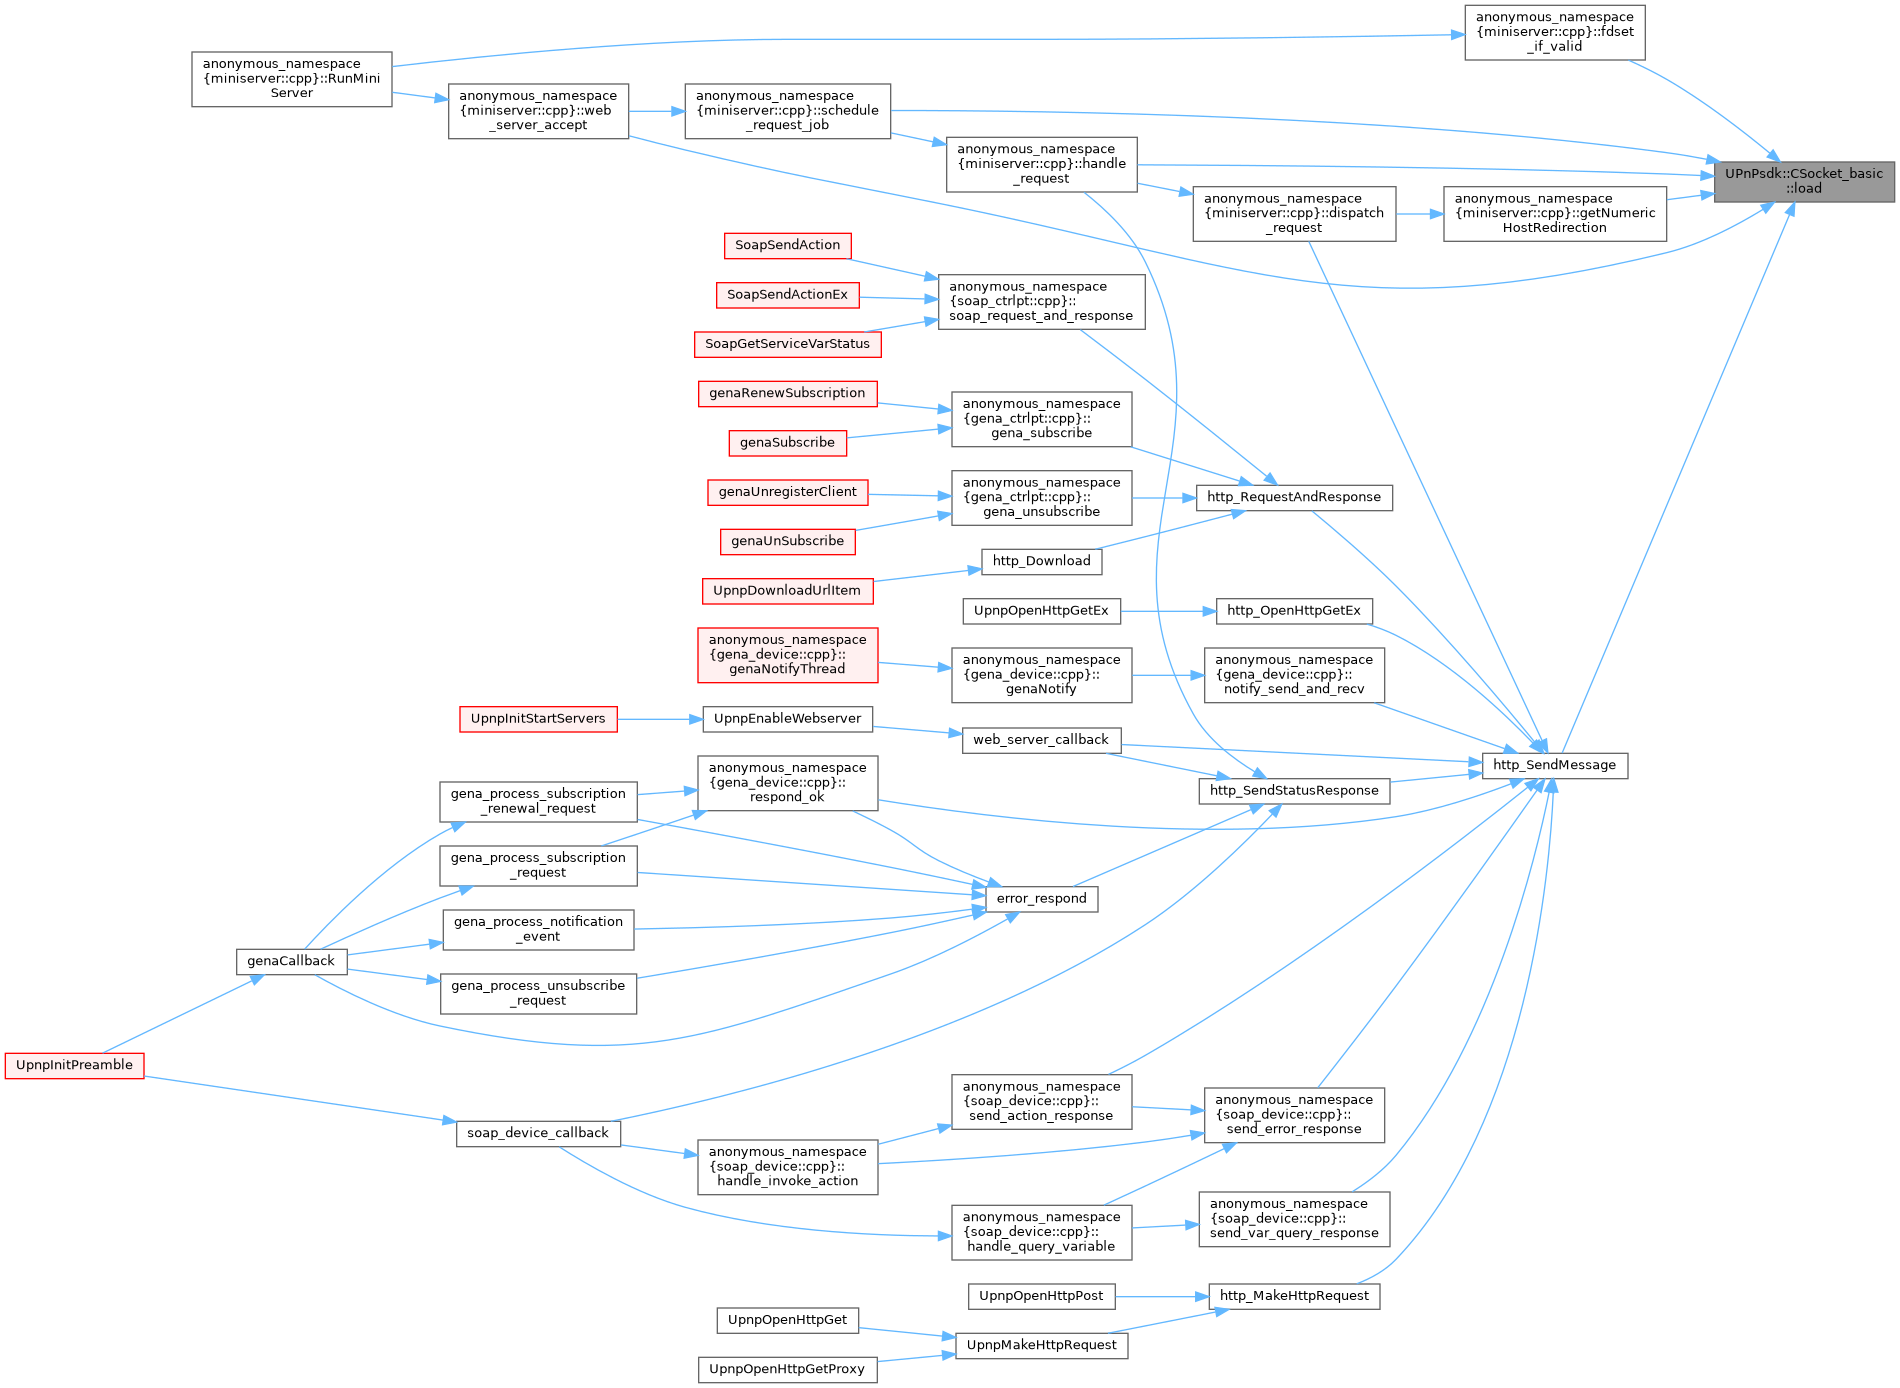 anonymous_namespace
{miniserver::cpp}::fdset
_if_valid
anonymous_namespace
{miniserver::cpp}::RunMini
Server
anonymous_namespace
{miniserver::cpp}::web
_server_accept
anonymous_namespace
{miniserver::cpp}::schedule
_request_job
anonymous_namespace
{miniserver::cpp}::handle
_request
UPnPsdk::CSocket_basic
::load
anonymous_namespace
{miniserver::cpp}::dispatch
_request
anonymous_namespace
{miniserver::cpp}::getNumeric
HostRedirection
SoapSendAction
SoapSendActionEx
SoapGetServiceVarStatus
anonymous_namespace
{soap_ctrlpt::cpp}::
soap_request_and_response
genaRenewSubscription
genaSubscribe
anonymous_namespace
{gena_ctrlpt::cpp}::
gena_subscribe
genaUnregisterClient
genaUnSubscribe
anonymous_namespace
{gena_ctrlpt::cpp}::
gena_unsubscribe
http_RequestAndResponse
http_Download
UpnpDownloadUrlItem
UpnpOpenHttpGetEx
http_OpenHttpGetEx
anonymous_namespace
{gena_device::cpp}::
genaNotifyThread
anonymous_namespace
{gena_device::cpp}::
genaNotify
anonymous_namespace
{gena_device::cpp}::
notify_send_and_recv
UpnpInitStartServers
UpnpEnableWebserver
web_server_callback
http_SendMessage
http_SendStatusResponse
anonymous_namespace
{gena_device::cpp}::
respond_ok
gena_process_subscription
_renewal_request
gena_process_subscription
_request
gena_process_notification
_event
gena_process_unsubscribe
_request
error_respond
genaCallback
UpnpInitPreamble
soap_device_callback
anonymous_namespace
{soap_device::cpp}::
send_action_response
anonymous_namespace
{soap_device::cpp}::
send_error_response
anonymous_namespace
{soap_device::cpp}::
handle_invoke_action
anonymous_namespace
{soap_device::cpp}::
handle_query_variable
anonymous_namespace
{soap_device::cpp}::
send_var_query_response
UpnpOpenHttpPost
http_MakeHttpRequest
UpnpOpenHttpGet
UpnpMakeHttpRequest
UpnpOpenHttpGetProxy